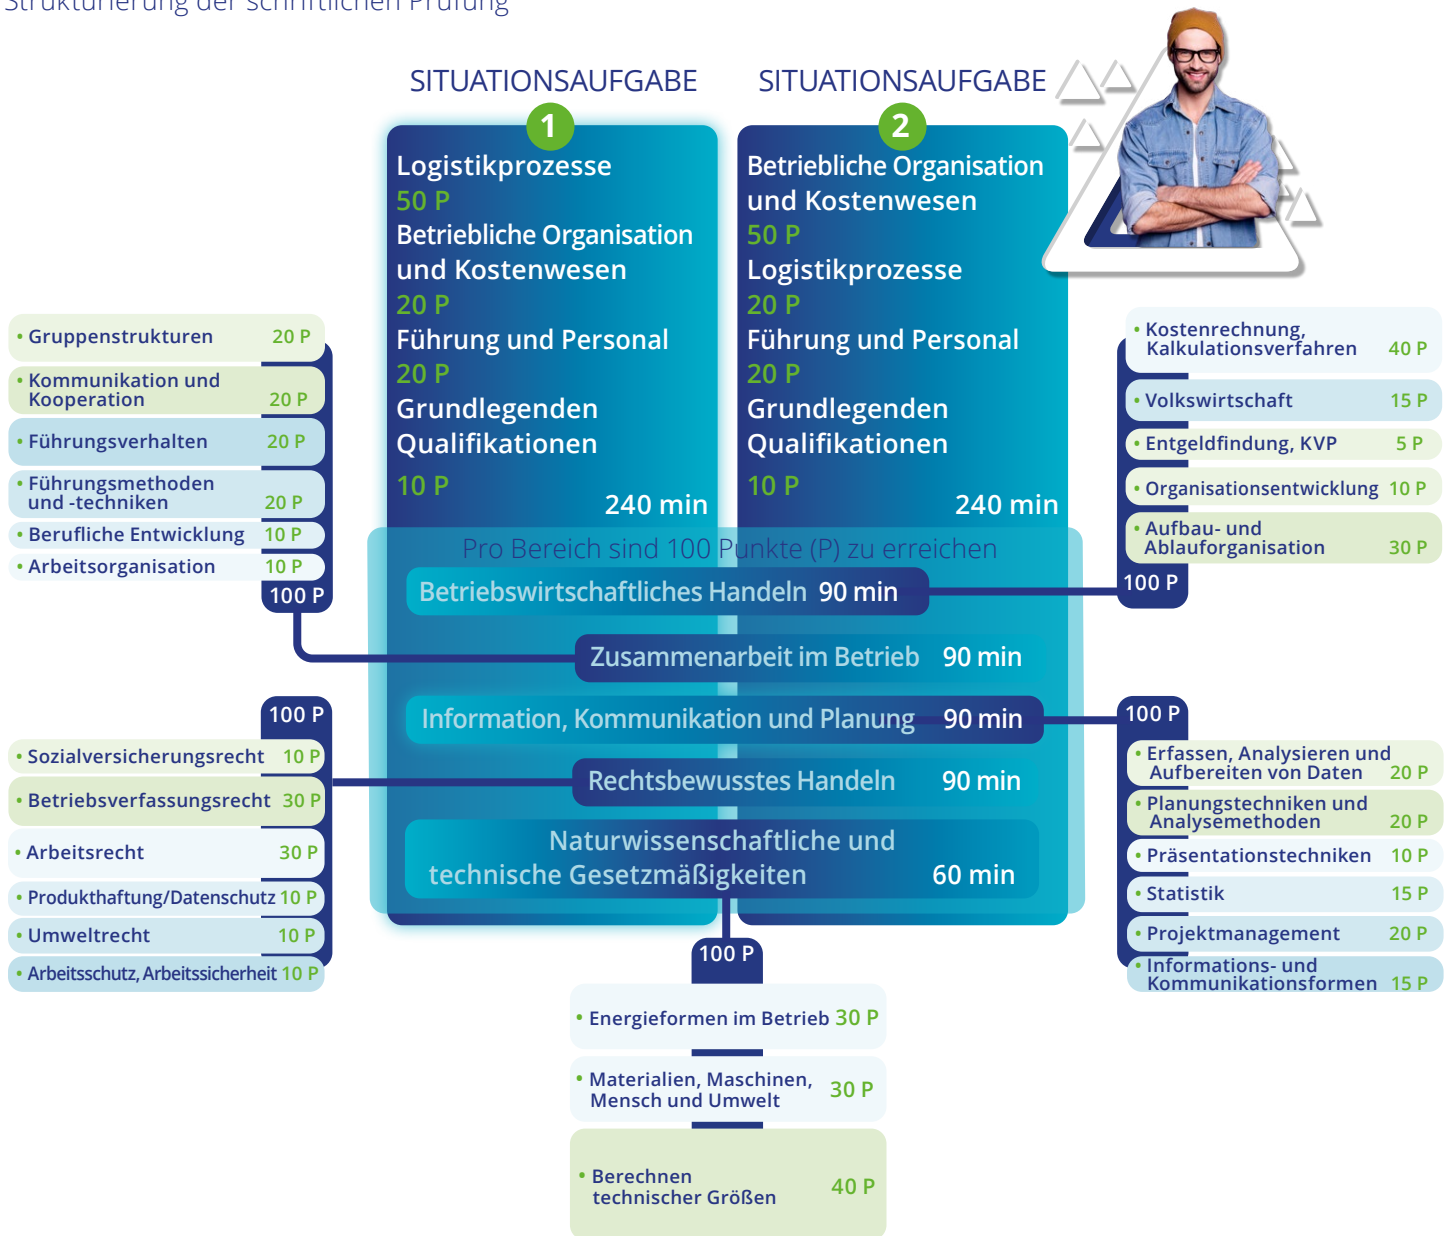 Strukturierung der schriftlichen Prüfung
SITUATIONSAUFGABE
1
Logistikprozesse
50 P
Betriebliche Organisation
und Kostenwesen
20 P
Führung und Personal
20 P
Grundlegenden
Qualifikationen
10 P
240 min
SITUATIONSAUFGABE
2
Betriebliche Organisation
und Kostenwesen
50 P
Logistikprozesse
20 P
Führung und Personal
20 P
Grundlegenden
Qualifikationen
10 P
240 min
Pro Bereich sind 100 Punkte (P) zu erreichen
Betriebswirtschaftliches Handeln 90 min
Zusammenarbeit im Betrieb 90 min
Information, Kommunikation und Planung 90 min
Rechtsbewusstes Handeln 90 min
Naturwissenschaftliche und
technische Gesetzmäßigkeiten 60 min
• Gruppenstrukturen 20 P
• Kommunikation und
Kooperation 20 P
• Führungsverhalten 20 P
• Führungsmethoden
und -techniken 20 P
• Berufliche Entwicklung 10 P
• Arbeitsorganisation 10 P
100 P
• Kostenrechnung,
Kalkulationsverfahren 40 P
• Volkswirtschaft 15 P
• Entgeldfindung, KVP 5 P
• Organisationsentwicklung 10 P
• Aufbau- und
Ablauforganisation 30 P
100 P
100 P
• Sozialversicherungsrecht 10 P
• Betriebsverfassungsrecht 30 P
• Arbeitsrecht 30 P
• Produkthaftung/Datenschutz 10 P
• Umweltrecht 10 P
• Arbeitsschutz, Arbeitssicherheit 10 P
100 P
• Erfassen, Analysieren und
Aufbereiten von Daten 20 P
• Planungstechniken und
Analysemethoden 20 P
• Präsentationstechniken 10 P
• Statistik 15 P
• Projektmanagement 20 P
• Informations- und
Kommunikationsformen 15 P
100 P
• Energieformen im Betrieb 30 P
• Materialien, Maschinen,
Mensch und Umwelt 30 P
• Berechnen
technischer Größen 40 P